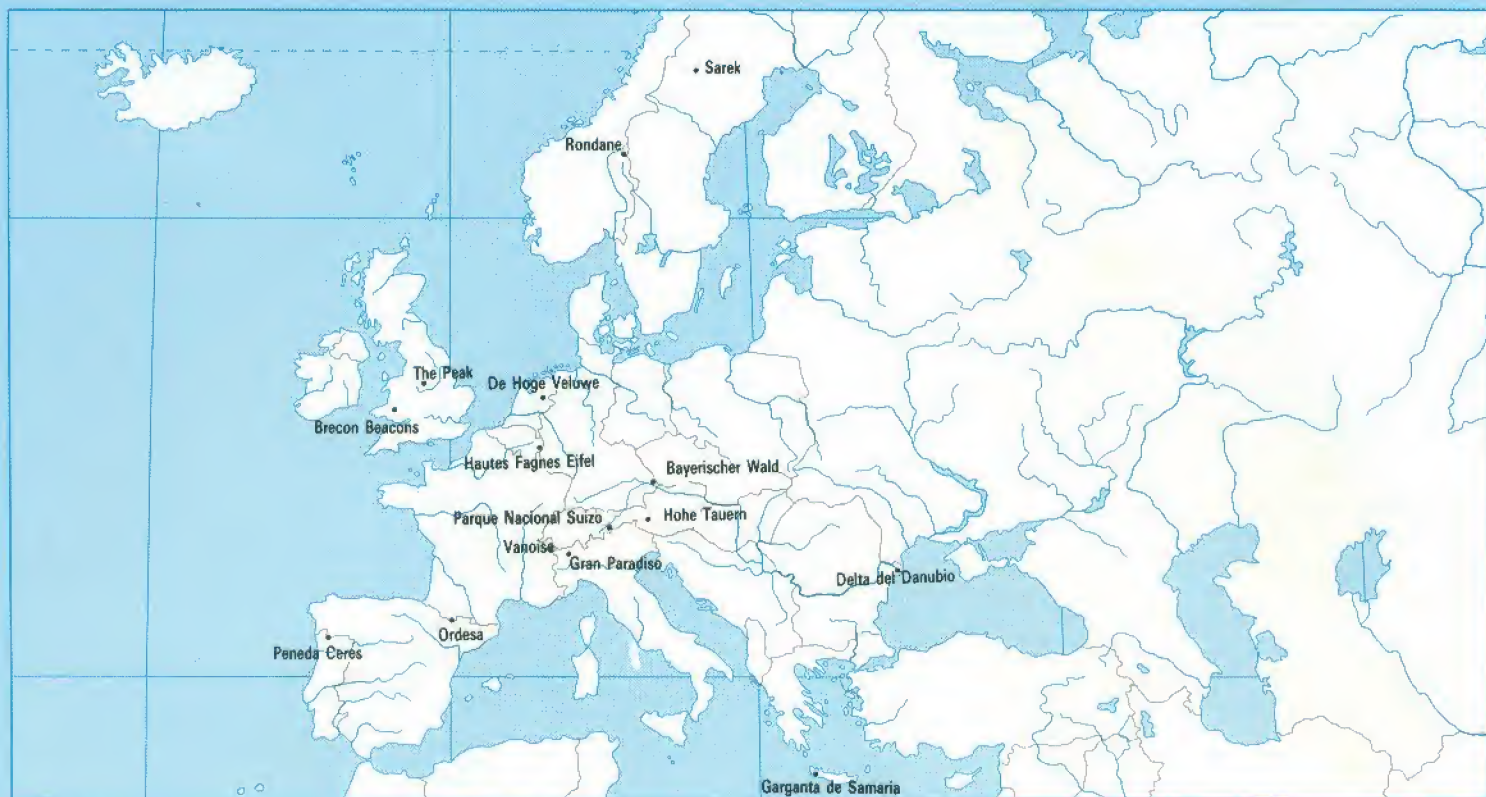 Sarek
Rondane
The Peak
De Hoge Veluwe
Brecon Beacons
Hautes Fagnes Eifel
Bayerischer Wald
Parque Nacional Suizo
Hohe Tauern
Vanoise
Gran Paradiso
Delta del Danubio
Ordesa
Peneda Ceres
Garganta de Samaria